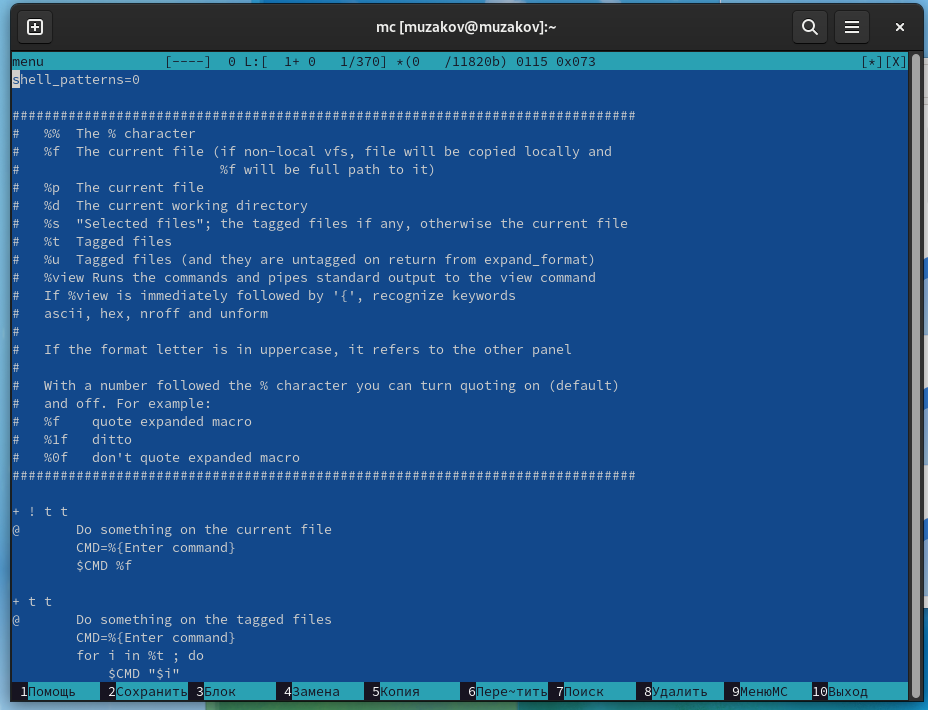 mc [muzakov@muzakov]:~
menu                [----]  0 L:[  1+ 0   1/370] *(0   /11820b) 0115 0x073                                 [*][X]
shell_patterns=0
##############################################################################
#   %%  The % character
#   %f  The current file (if non-local vfs, file will be copied locally and
#                         %f will be full path to it)
#   %p  The current file
#   %d  The current working directory
#   %s  "Selected files"; the tagged files if any, otherwise the current file
#   %t  Tagged files
#   %u  Tagged files (and they are untagged on return from expand_format)
#   %view Runs the commands and pipes standard output to the view command
#   If %view is immediately followed by '{', recognize keywords
#   ascii, hex, nroff and unform
#
#   If the format letter is in uppercase, it refers to the other panel
#
#   With a number followed the % character you can turn quoting on (default)
#   and off. For example:
#   %f    quote expanded macro
#   %1f   ditto
#   %0f   don't quote expanded macro
##############################################################################
+ ! t t
@       Do something on the current file
        CMD=%{Enter command}
        $CMD %f
+ t t
@       Do something on the tagged files
        CMD=%{Enter command}
        for i in %t ; do
            $CMD "$i"
1Помощь 2Сохранить 3Блок 4Замена 5Копия 6Пере~тить 7Поиск 8Удалить 9МенюМС 10Выход